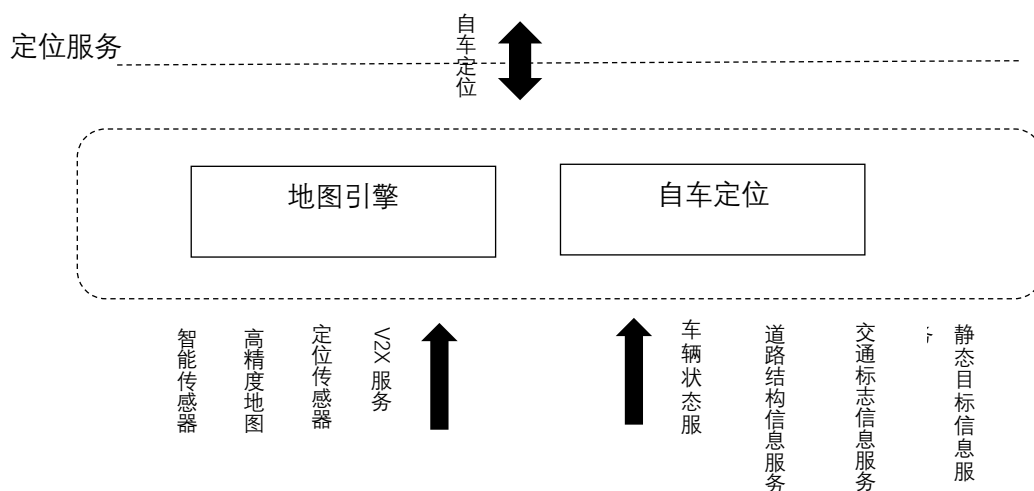 定位服务
自车定位
地图引擎
自车定位
智能传感器
高精度地图
定位传感器
V2X 服务
车辆状态服
道路结构信息服务
交通标志信息服务
静态目标信息服